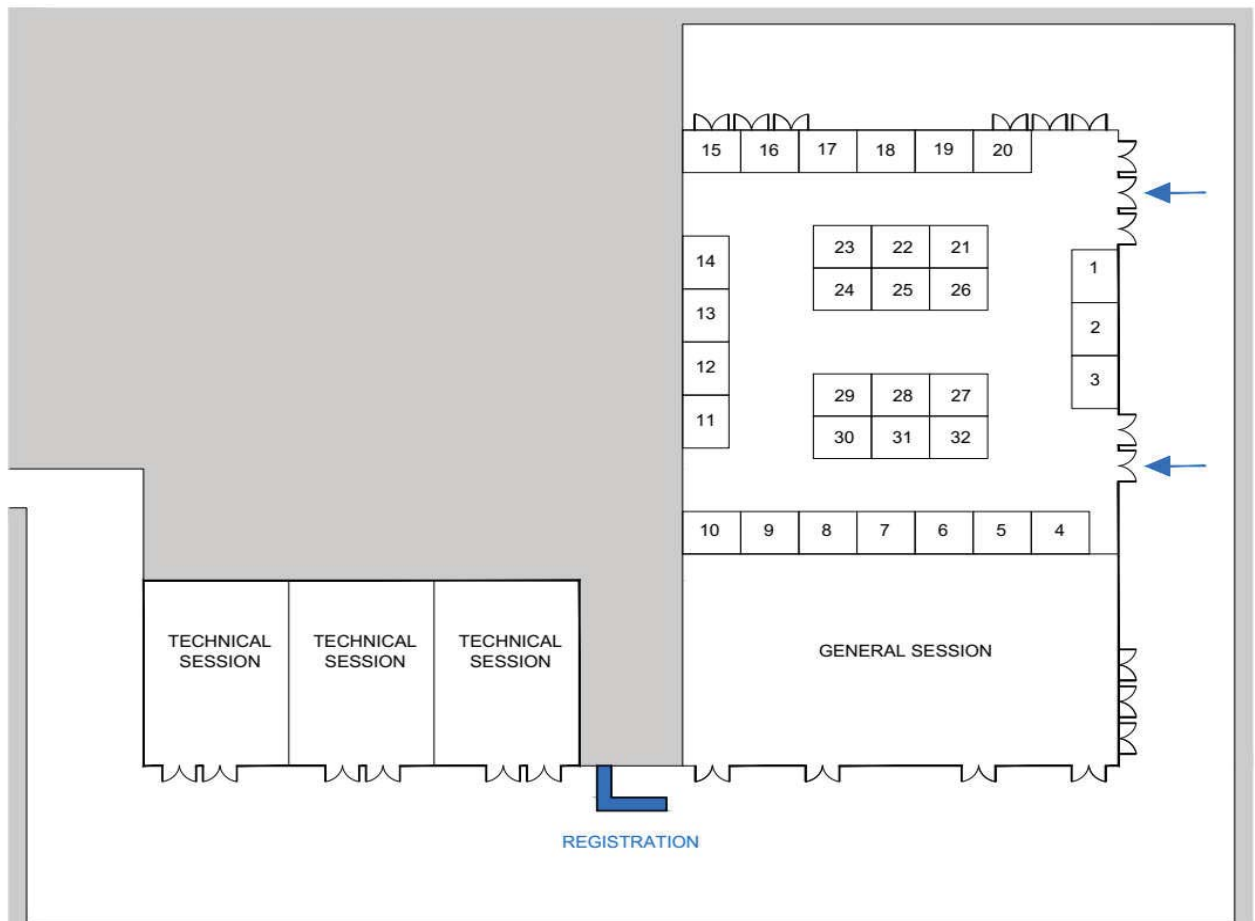 15 16 17 18 19 20
23 22 21
14
1
24 25 26
13
2
12
3
29 28 27
11
30 31 32
10 9 8 7 6 5 4
TECHNICAL
SESSION
TECHNICAL
SESSION
TECHNICAL
SESSION
GENERAL SESSION
REGISTRATION